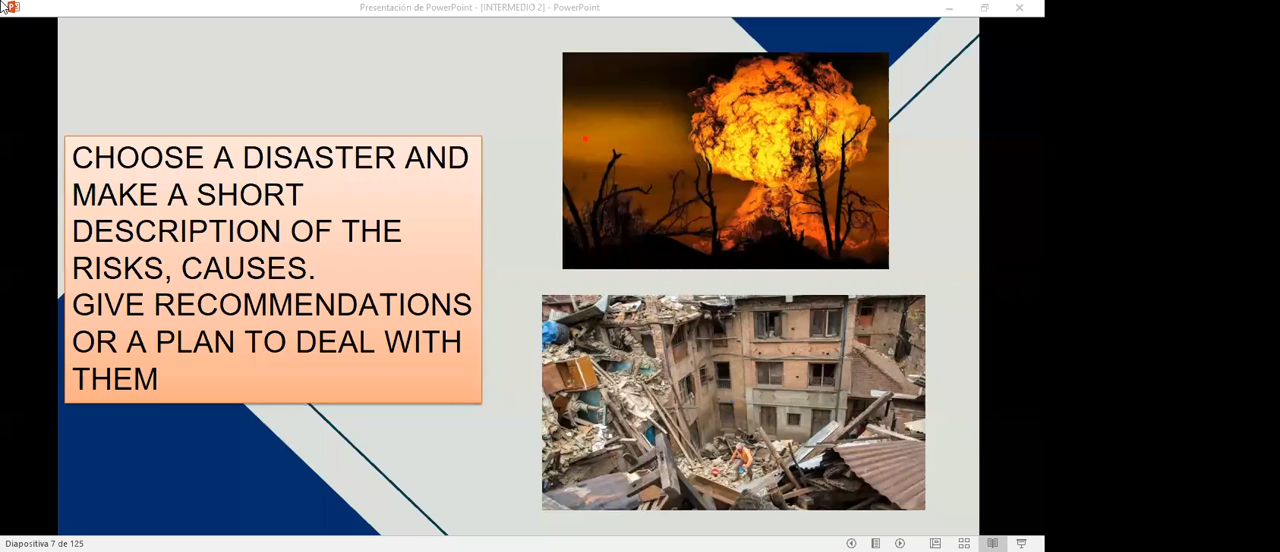 Presentación de PowerPoint - [INTERMEDIO 2] - PowerPoint
CHOOSE A DISASTER AND
MAKE A SHORT
DESCRIPTION OF THE
RISKS, CAUSES.
GIVE RECOMMENDATIONS
OR A PLAN TO DEAL WITH
THEM
Diapositiva 7 de 125